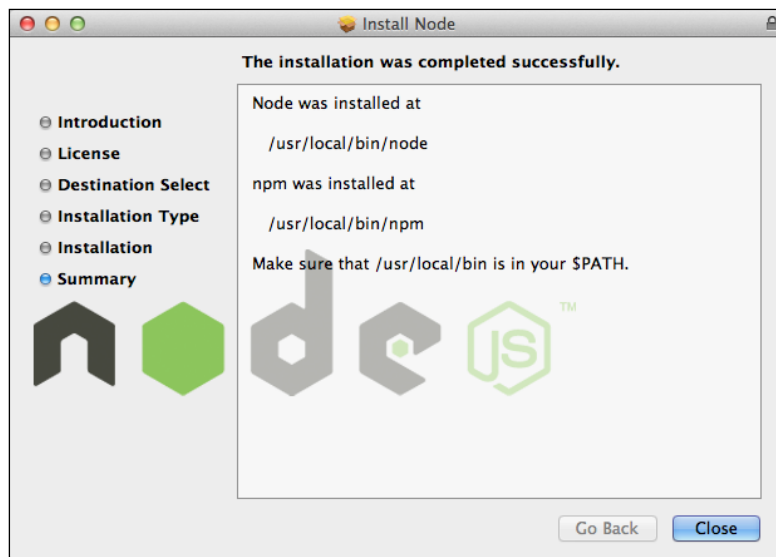 Install Node
The installation was completed successfully.
Introduction
License
Destination Select
Installation Type
Installation
Summary
Node was installed at
/usr/local/bin/node
npm was installed at
/usr/local/bin/npm
Make sure that /usr/local/bin is in your $PATH.
node JS ™
Go Back
Close